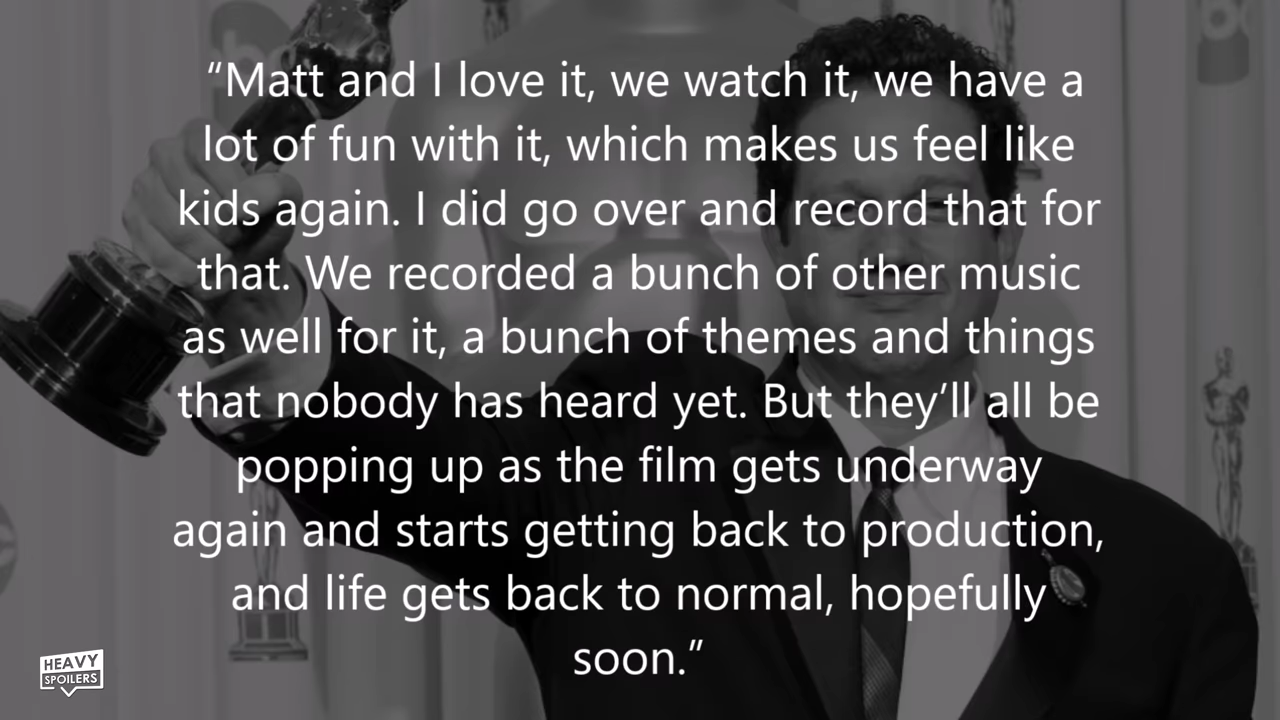 “Matt and I love it, we watch it, we have a
lot of fun with it, which makes us feel like
kids again. I did go over and record that for
that. We recorded a bunch of other music
as well for it, a bunch of themes and things
that nobody has heard yet. But they’ll all be
popping up as the film gets underway
again and starts getting back to production,
and life gets back to normal, hopefully
soon.”
HEAVY
SPOILERS